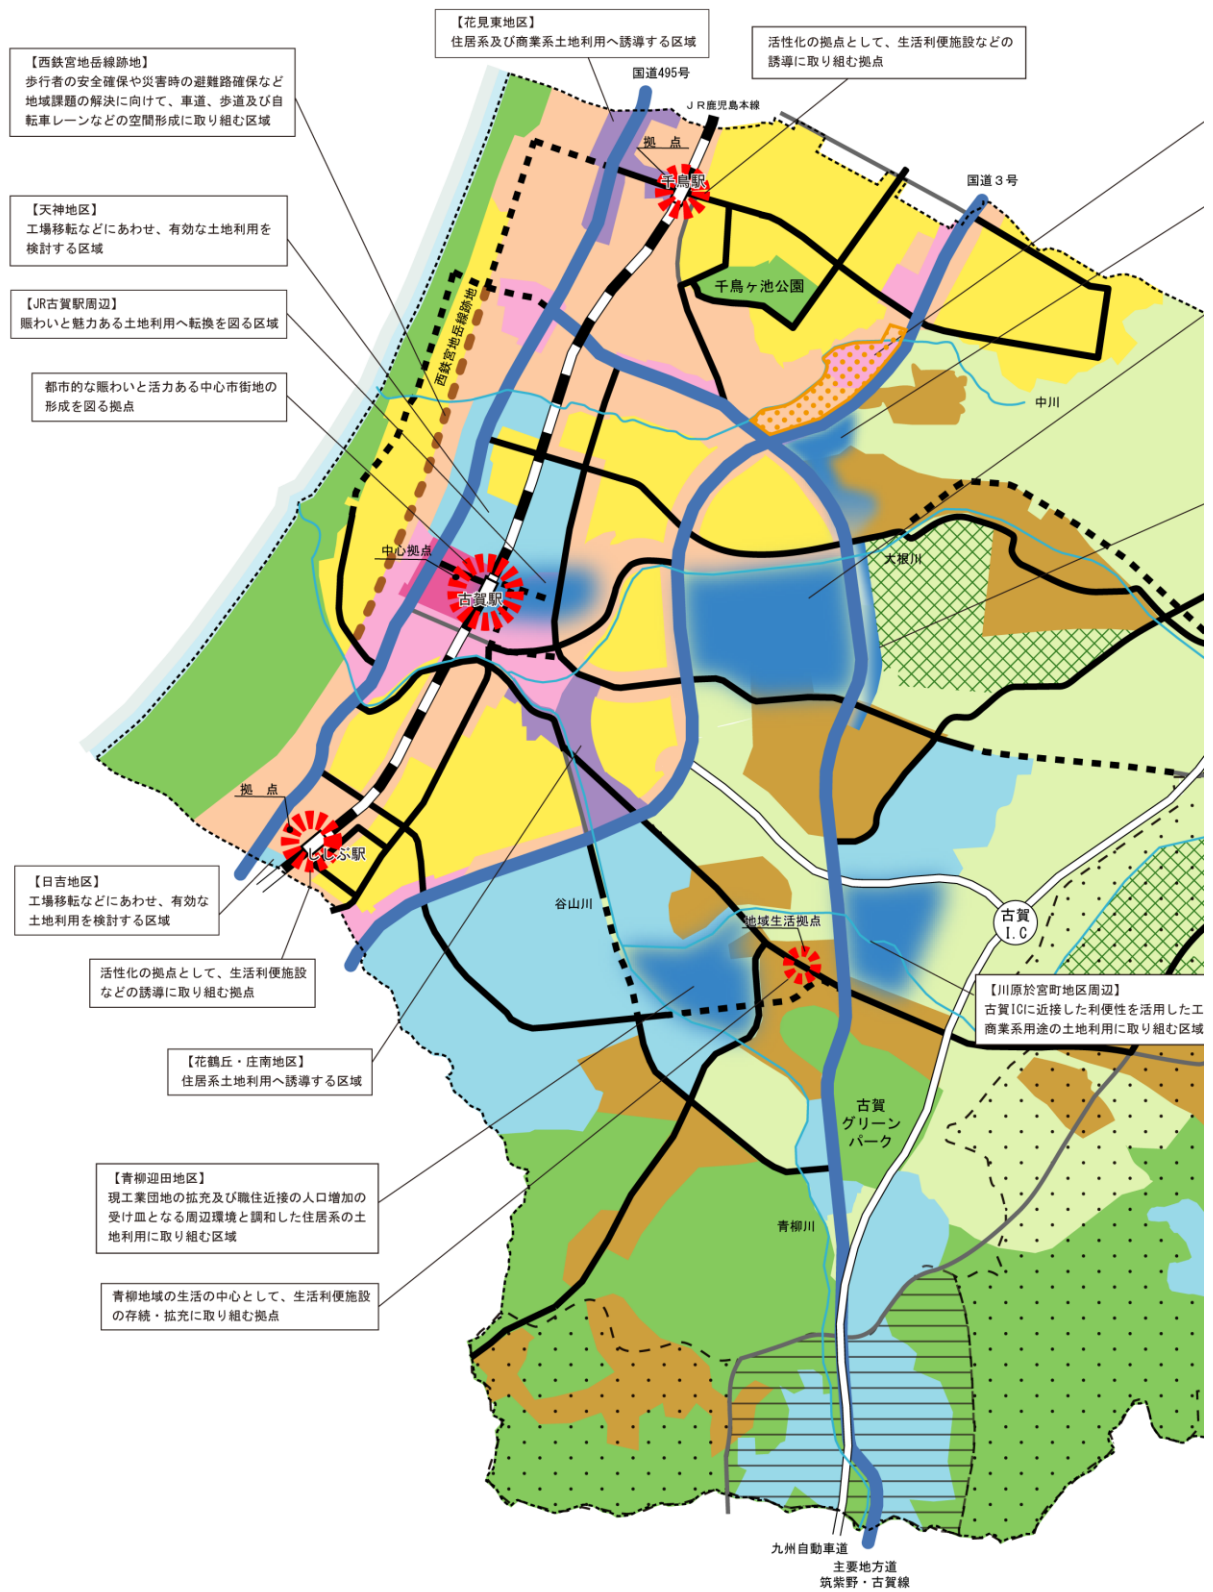 【花見東地区】
住居系及び商業系土地利用へ誘導する区域
活性化の拠点として、生活利便施設などの
誘導に取り組む拠点
【西鉄宮地岳線跡地】
歩行者の安全確保や災害時の避難路確保など
地域課題の解決に向けて、車道、歩道及び自
転車レーンなどの空間形成に取り組む区域
国道495号
JR鹿児島本線
拠 点
千鳥駅
国道3号
【天神地区】
工場移転などにあわせ、有効な土地利用を
検討する区域
千鳥ヶ池公園
【JR古賀駅周辺】
賑わいと魅力ある土地利用へ転換を図る区域
西鉄宮地岳線跡地
都市的な賑わいと活力ある中心市街地の
形成を図る拠点
中川
中心拠点
古賀駅
大根川
拠 点
ししぶ駅
【日吉地区】
工場移転などにあわせ、有効な
土地利用を検討する区域
谷山川
地域生活拠点
古賀
I.C
活性化の拠点として、生活利便施設
などの誘導に取り組む拠点
【川原於宮町地区周辺】
古賀ICに近接した利便性を活用した工
商業系用途の土地利用に取り組む区域
【花鶴丘・庄南地区】
住居系土地利用へ誘導する区域
古賀
グリーン
パーク
【青柳迎田地区】
現工業団地の拡充及び職住近接の人口増加の
受け皿となる周辺環境と調和した住居系の土
地利用に取り組む区域
青柳川
青柳地域の生活の中心として、生活利便施設
の存続・拡充に取り組む拠点
九州自動車道
主要地方道
筑紫野・古賀線